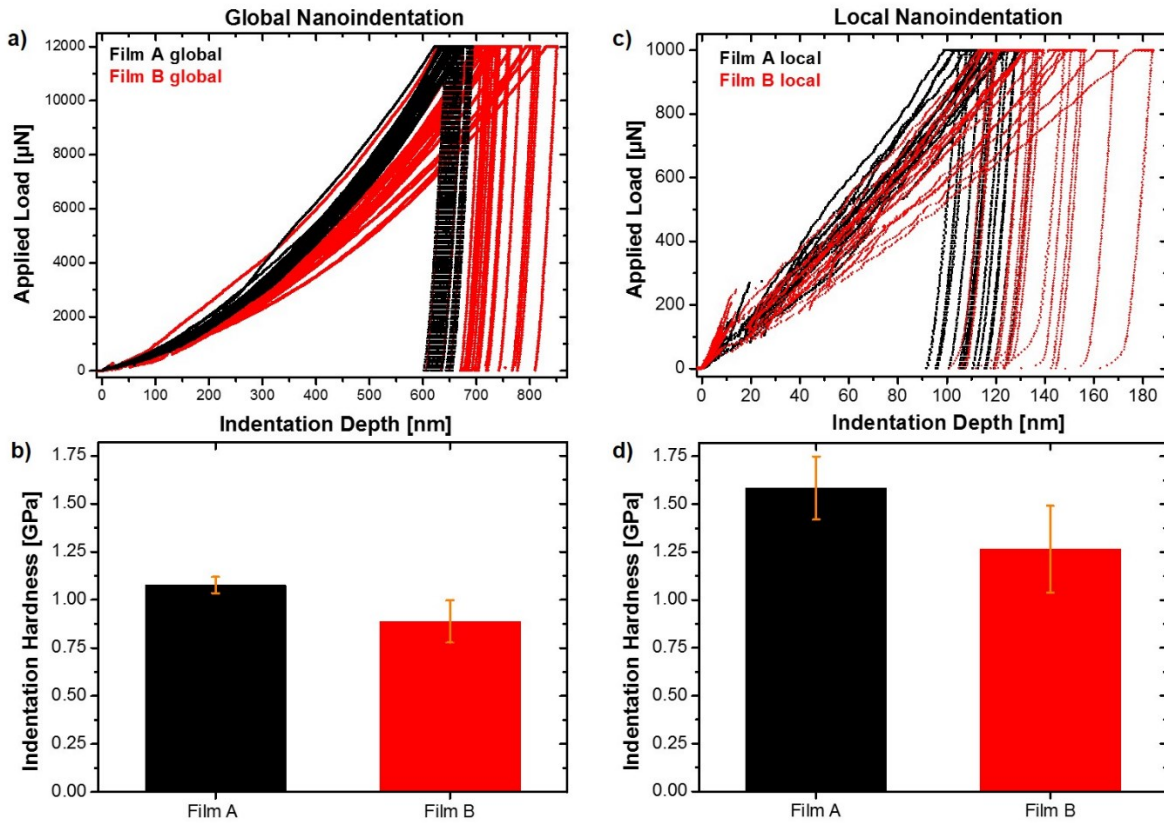 Global Nanoindentation
a)
Film A global
Film B global
Applied Load [µN]
12000
10000
8000
6000
4000
2000
0
0 100 200 300 400 500 600 700 800
Indentation Depth [nm]
Local Nanoindentation
c)
Film A local
Film B local
Applied Load [µN]
1000
800
600
400
200
0
0 20 40 60 80 100 120 140 160 180
Indentation Depth [nm]
b)
Indentation Hardness [GPa]
1.75
1.50
1.25
1.00
0.75
0.50
0.25
0.00
Film A Film B
d)
Indentation Hardness [GPa]
1.75
1.50
1.25
1.00
0.75
0.50
0.25
0.00
Film A Film B